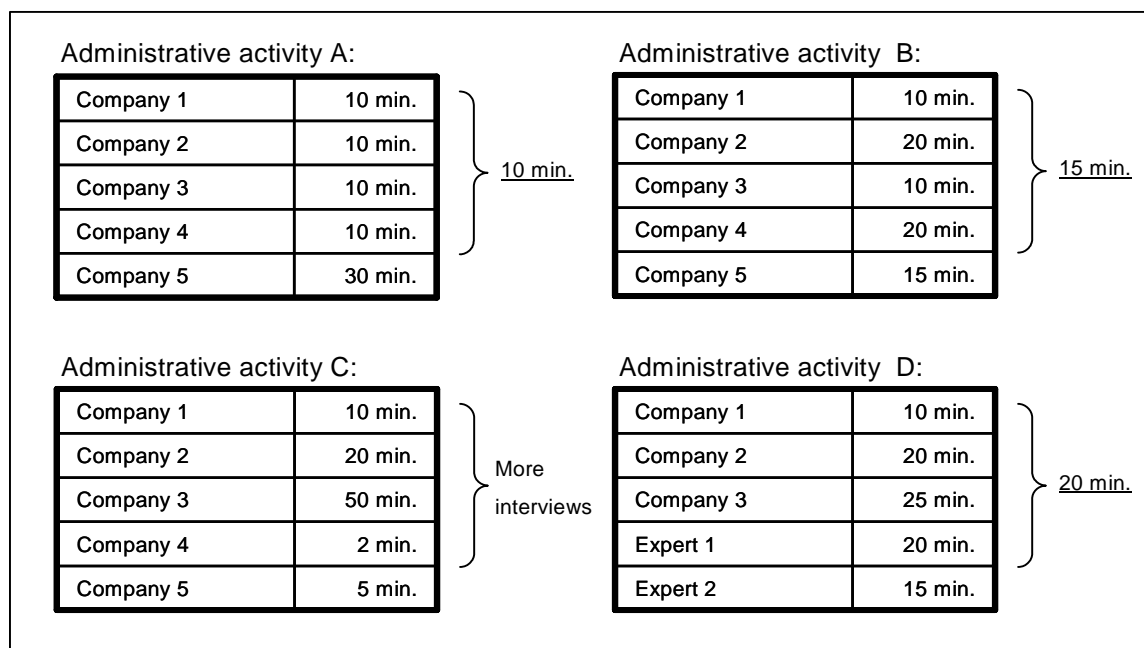 Administrative activity A:
Company 1 10 min.
Company 2 10 min.
Company 3 10 min.
Company 4 10 min.
Company 5 30 min.
10 min.
Administrative activity B:
Company 1 10 min.
Company 2 20 min.
Company 3 10 min.
Company 4 20 min.
Company 5 15 min.
15 min.
Administrative activity C:
Company 1 10 min.
Company 2 20 min.
Company 3 50 min.
Company 4 2 min.
Company 5 5 min.
More
interviews
Administrative activity D:
Company 1 10 min.
Company 2 20 min.
Company 3 25 min.
Expert 1 20 min.
Expert 2 15 min.
20 min.